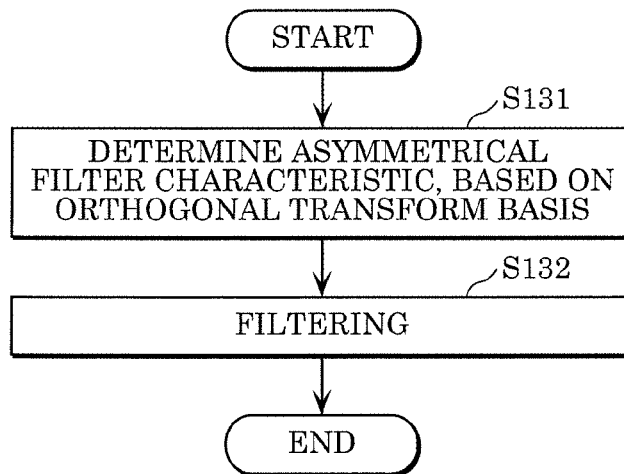 START
S131
DETERMINE ASYMMETRICAL
FILTER CHARACTERISTIC, BASED ON
ORTHOGONAL TRANSFORM BASIS
S132
FILTERING
END